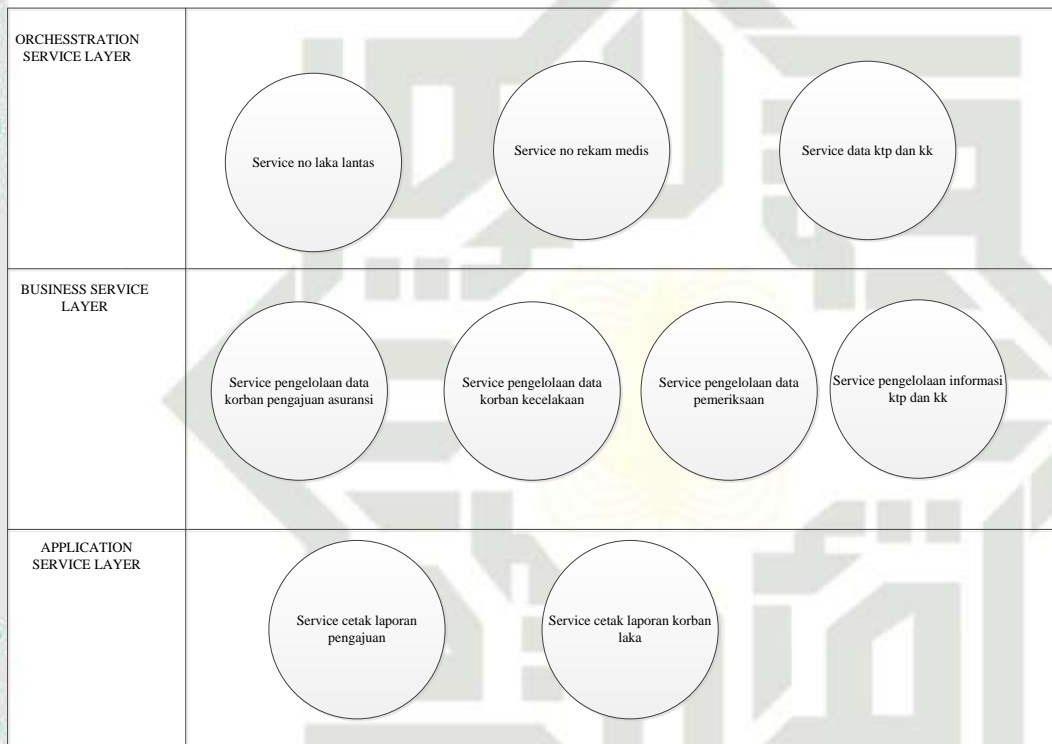 ORCHESSTRATION
SERVICE LAYER
Service no laka lantas
Service no rekam medis
Service data ktp dan kk
BUSINESS SERVICE
LAYER
Service pengelolaan data
korban pengajuan asuransi
Service pengelolaan data
korban kecelakaan
Service pengelolaan data
pemeriksaan
Service pengelolaan informasi
ktp dan kk
APPLICATION
SERVICE LAYER
Service cetak laporan
pengajuan
Service cetak laporan korban
laka